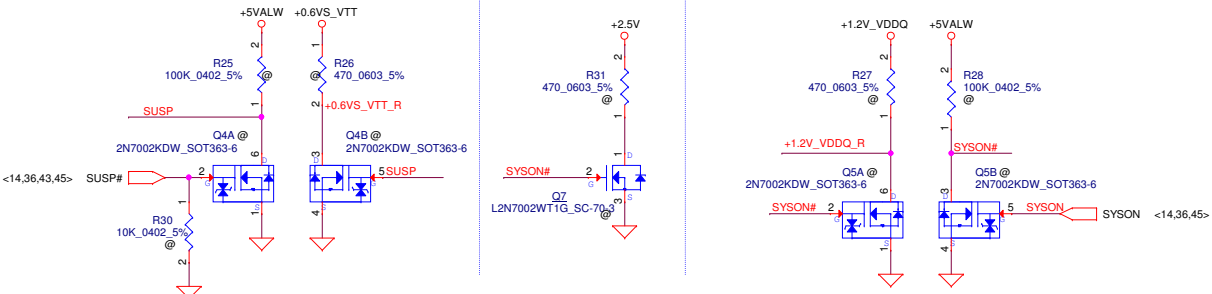 +5VALW
+0.6VS_VTT
2
R25
100K_0402_5%
@
1
1
R26
470_0603_5%
@
2
+0.6VS_VTT_R
SUSP
Q4A @
2N7002KDW_SOT363-6
Q4B @
2N7002KDW_SOT363-6
6
D
3
D
<14,36,43,45>
SUSP#
2
G
5
G
SUSP
1
S
4
S
1
R30
10K_0402_5%
@
2
+2.5V
2
R31
470_0603_5%
@
1
1
D
SYSON#
2
G
Q7
L2N7002WT1G_SC-70-3
@
3
S
+1.2V_VDDQ
+5VALW
2
R27
470_0603_5%
@
1
2
R28
100K_0402_5%
@
1
+1.2V_VDDQ_R
SYSON#
Q5A @
2N7002KDW_SOT363-6
Q5B @
2N7002KDW_SOT363-6
6
D
3
D
SYSON#
2
G
5
G
SYSON
SYSON
<14,36,45>
1
S
4
S